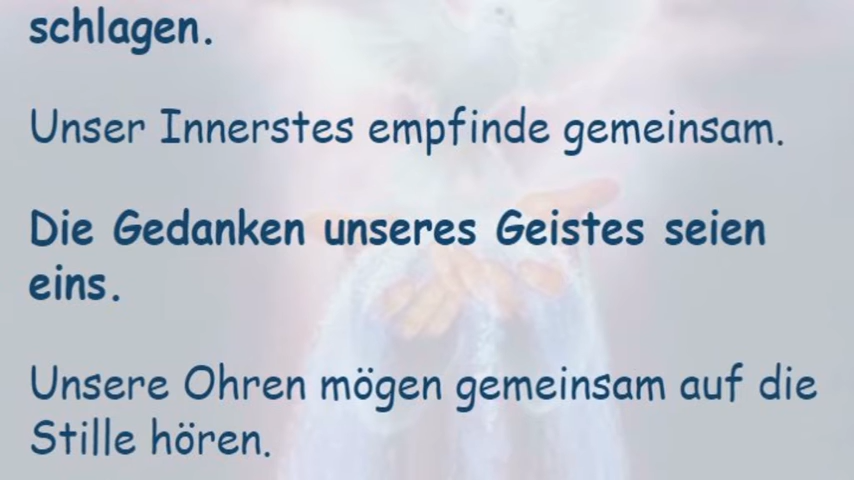 schlagen.
Unser Innerstes empfinde gemeinsam.
Die Gedanken unseres Geistes seien
eins.
Unsere Ohren mögen gemeinsam auf die
Stille hören.